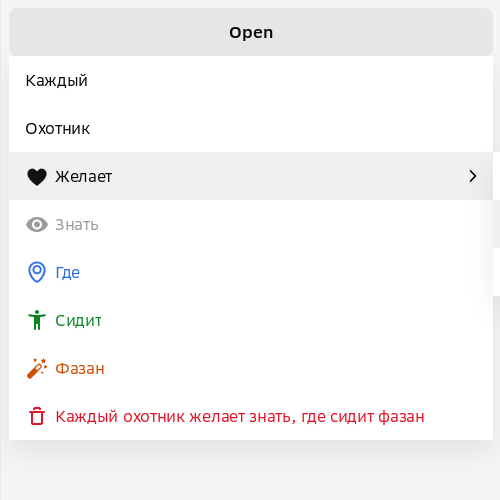 Open
Каждый
Охотник
Желает
Знать
Где
Сидит
Фазан
Каждый охотник желает знать, где сидит фазан